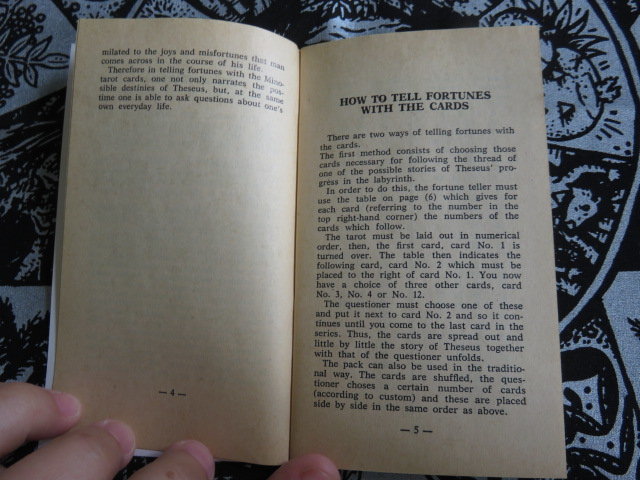 milated to the joys and misfortunes that man
comes across in the course of his life.
Therefore in telling fortunes with the Mino-
tarot cards, one not only narrates the pos-
sible destinies of Theseus, but, at the same
time one is able to ask questions about one's
own everyday life.
— 4 —
HOW TO TELL FORTUNES
WITH THE CARDS
There are two ways of telling fortunes with
the cards.
The first method consists of choosing those
cards necessary for following the thread of
one of the possible stories of Theseus' pro-
gress in the labyrinth.
In order to do this, the fortune teller must
use the table on page (6) which gives for
each card (referring to the number in the
top right-hand corner) the numbers of the
cards which follow.
The tarot must be laid out in numerical
order, then, the first card, card No. 1 is
turned over. The table then indicates the
following card, card No. 2 which must be
placed to the right of card No. 1. You now
have a choice of three other cards, card
No. 3, No. 4 or No. 12.
The questioner must choose one of these
and put it next to card No. 2 and so it con-
tinues until you come to the last card in the
series. Thus, the cards are spread out and
little by little the story of Theseus together
with that of the questioner unfolds.
The pack can also be used in the traditio-
nal way. The cards are shuffled, the ques-
tioner choses a certain number of cards
(according to custom) and these are placed
side by side in the same order as above.
— 5 —